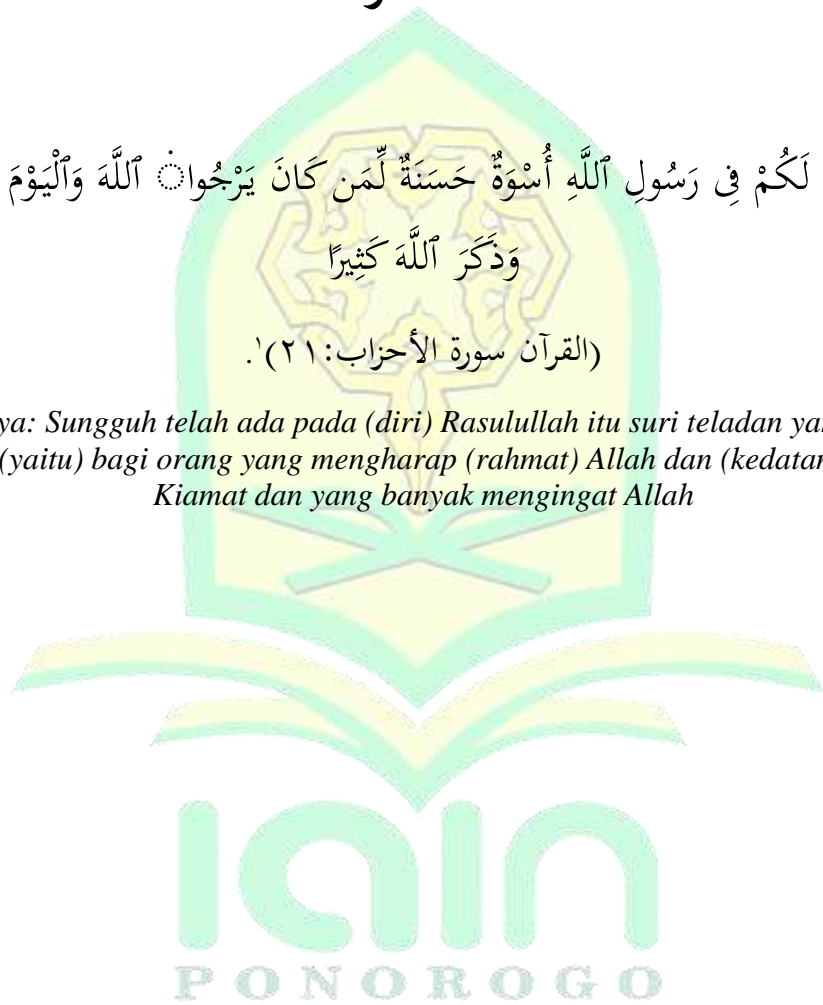 لَكُمْ فِى رَسُولِ ٱللَّهِ أُسْوَةٌ حَسَنَةٌ لِّمَن كَانَ يَرْجُوا۟ ٱللَّهَ وَٱلْيَوْمَ
وَذَكَرَ ٱللَّهَ كَثِيرًا
(القرآن سورة الأحزاب:٢١)١.
ya: Sungguh telah ada pada (diri) Rasulullah itu suri teladan ya
(yaitu) bagi orang yang mengharap (rahmat) Allah dan (kedatan
Kiamat dan yang banyak mengingat Allah
iain
PONOROGO